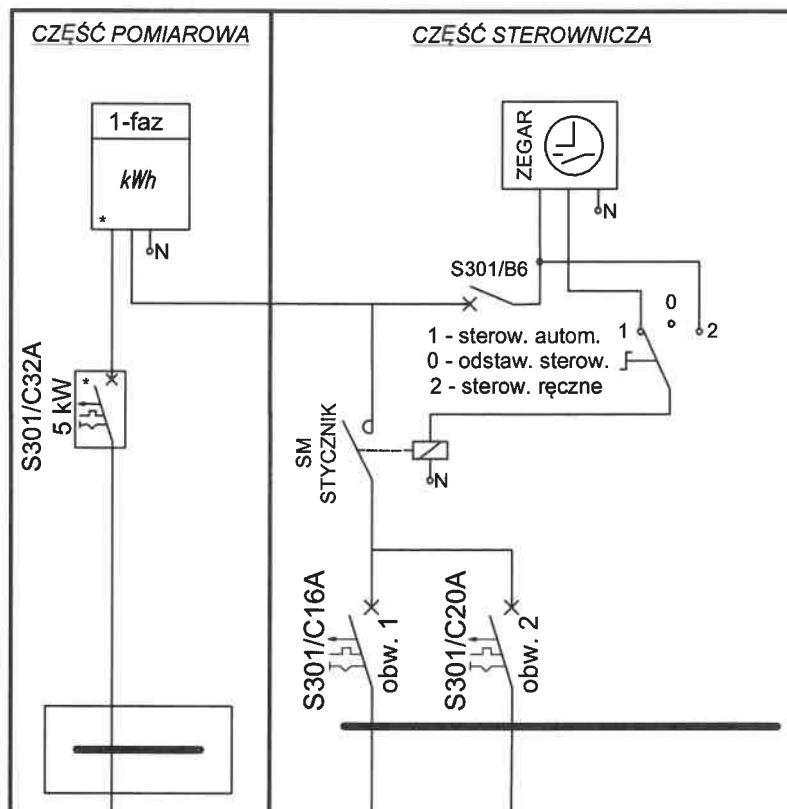 CZĘŚĆ POMIAROWA
CZĘŚĆ STEROWNICZA
1-faz
kWh
*
N
ZEGAR
N
S301/B6
0
1
2
1 - sterow. autom.
0 - odstaw. sterow.
2 - sterow. ręczne
*
S301/C32A
5 kW
SM
STYCZNIK
N
S301/C16A
obw. 1
S301/C20A
obw. 2